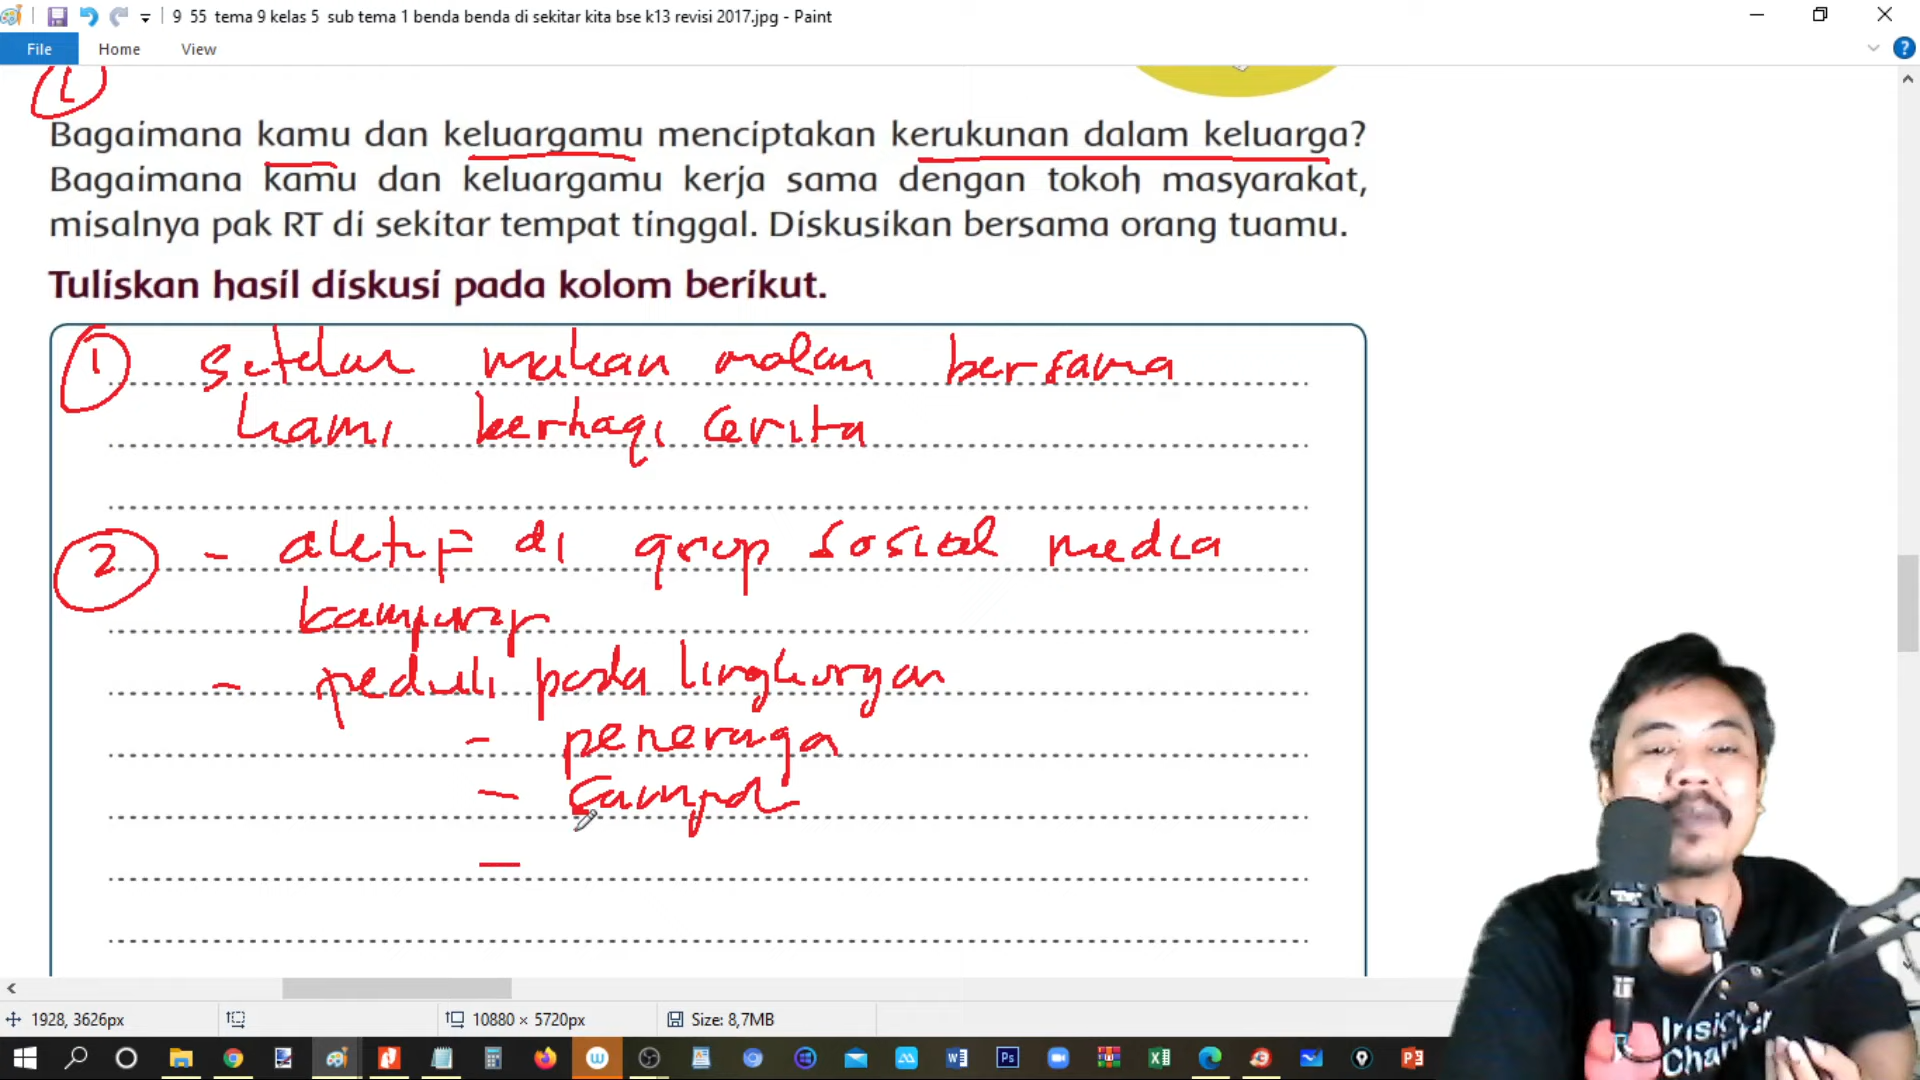 9 55 tema 9 kelas 5 sub tema 1 benda benda di sekitar kita bse k13 revisi 2017.jpg - Paint
File Home View
Bagaimana kamu dan keluargamu menciptakan kerukunan dalam keluarga?
Bagaimana kamu dan keluargamu kerja sama dengan tokoh masyarakat,
misalnya pak RT di sekitar tempat tinggal. Diskusikan bersama orang tuamu.
Tuliskan hasil diskusi pada kolom berikut.
1 makan malam bersama
kami berbagi cerita
2 - aktif di grup sosial media
kampung
- peduli pada lingkungan
- peneraga
- sampah
-
1928, 3626px 10880 × 5720px Size: 8,7MB